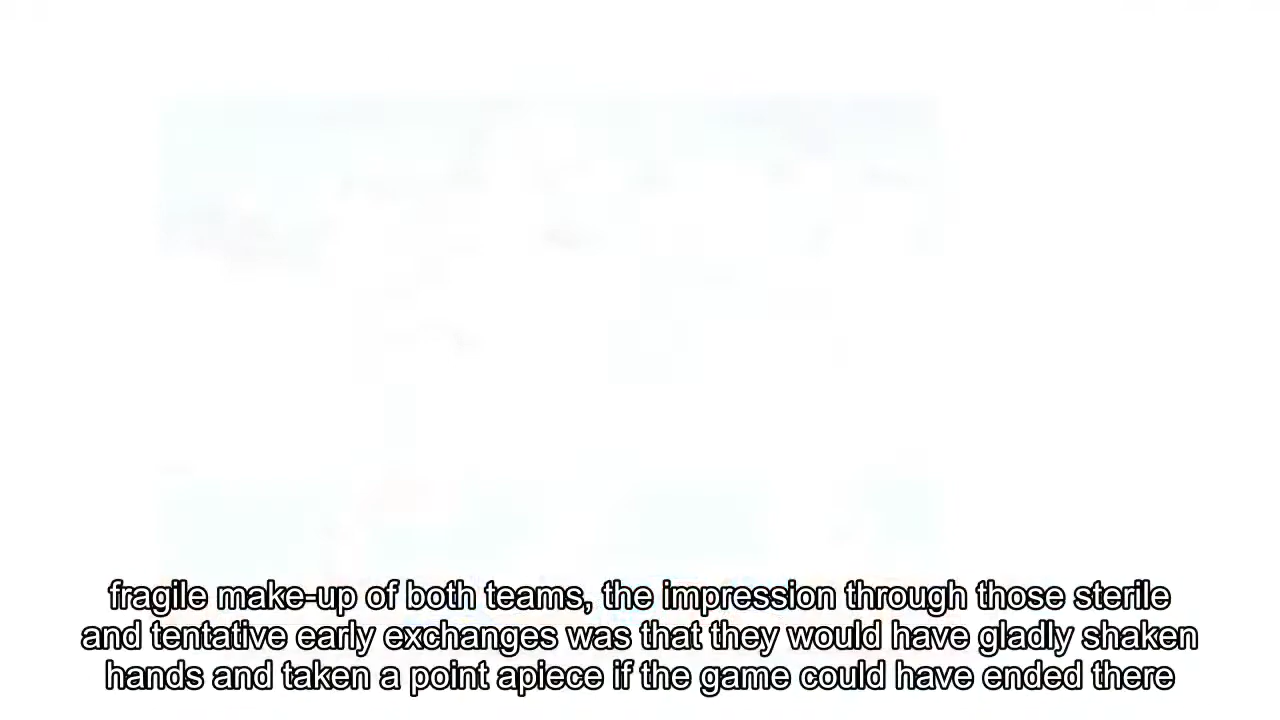 fragile make-up of both teams, the impression through those sterile
and tentative early exchanges was that they would have gladly shaken
hands and taken a point apiece if the game could have ended there